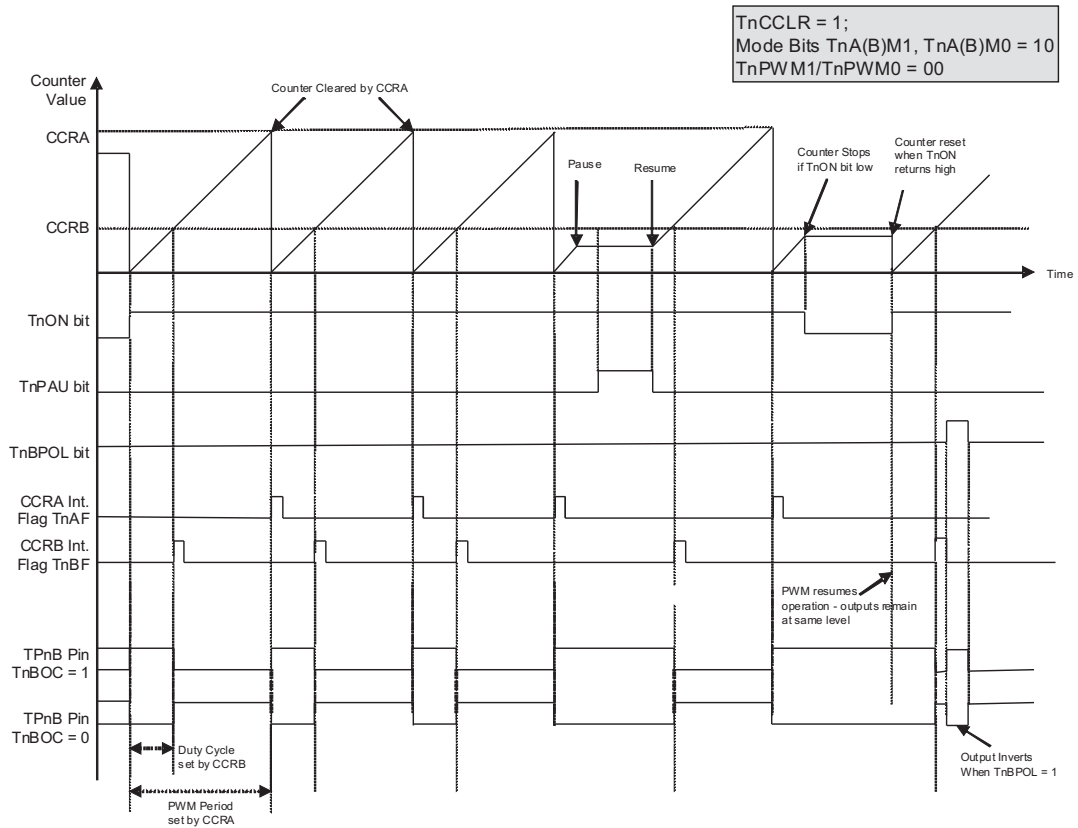 TnCCLR = 1;
Mode Bits TnA(B)M1, TnA(B)M0 = 10
TnPWM1/TnPWM0 = 00
Counter
Value
Counter Cleared by CCRA
CCRA
Pause
Resume
Counter Stops
if TnON bit low
Counter reset
when TnON
returns high
CCRB
Time
TnON bit
TnPAU bit
TnBPOL bit
CCRA Int.
Flag TnAF
CCRB Int.
Flag TnBF
PWM resumes
operation - outputs remain
at same level
TPnB Pin
TnBOC = 1
TPnB Pin
TnBOC = 0
Duty Cycle
set by CCRB
Output Inverts
When TnBPOL = 1
PWM Period
set by CCRA